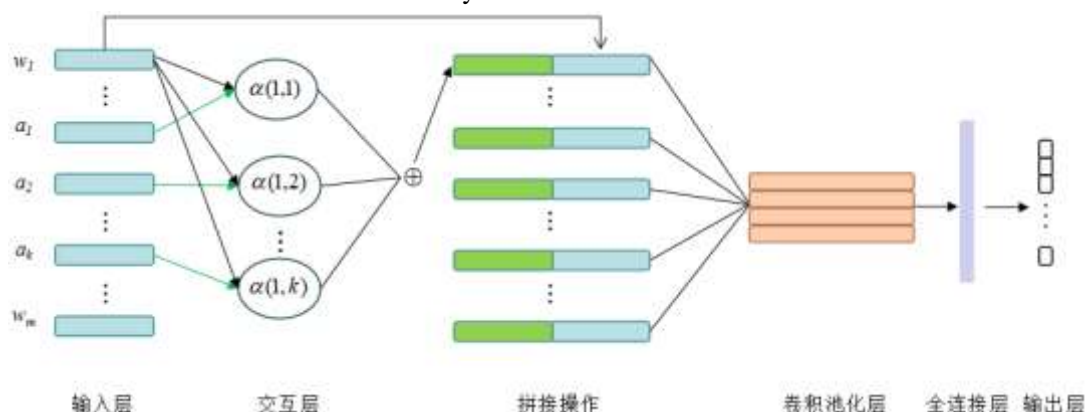 w₁
a₁
a₂
aₖ
wₘ
α(1,1)
α(1,2)
α(1,k)
⊕
输入层 交互层 拼接操作 卷积池化层 全连接层 输出层